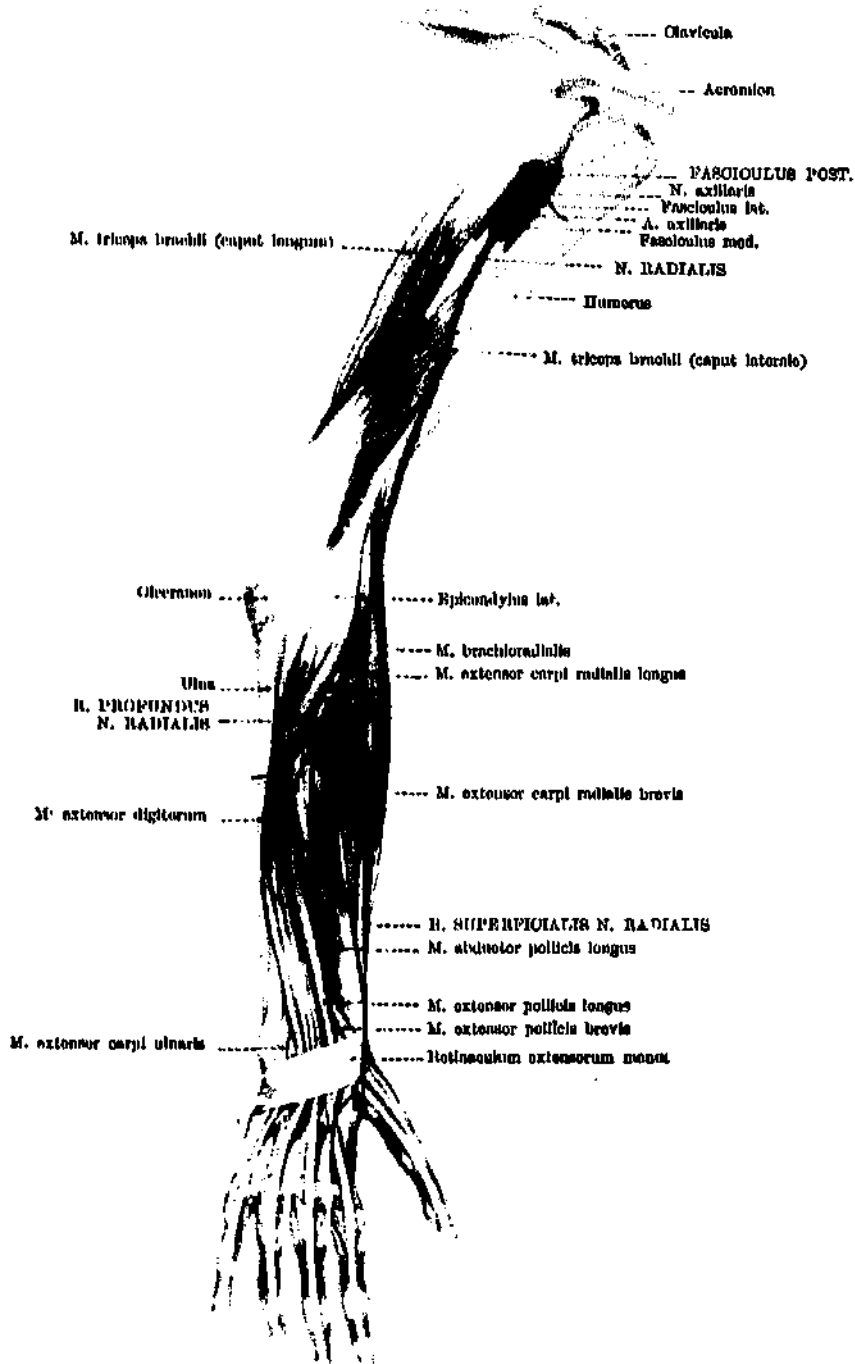 Clavicula
Acromion
FASCICULUS POST.
N. axillaris
Fasciculus lat.
A. axillaris
Fasciculus med.
M. triceps brachii (caput longum)
N. RADIALIS
Humerus
M. triceps brachii (caput laterale)
Olecranon
Epicondylus lat.
M. brachioradialis
M. extensor carpi radialis longus
Ulna
R. PROFUNDUS
N. RADIALIS
M. extensor carpi radialis brevis
M. extensor digitorum
R. SUPERFICIALIS N. RADIALIS
M. abductor pollicis longus
M. extensor pollicis longus
M. extensor pollicis brevis
M. extensor carpi ulnaris
Retinaculum extensorum